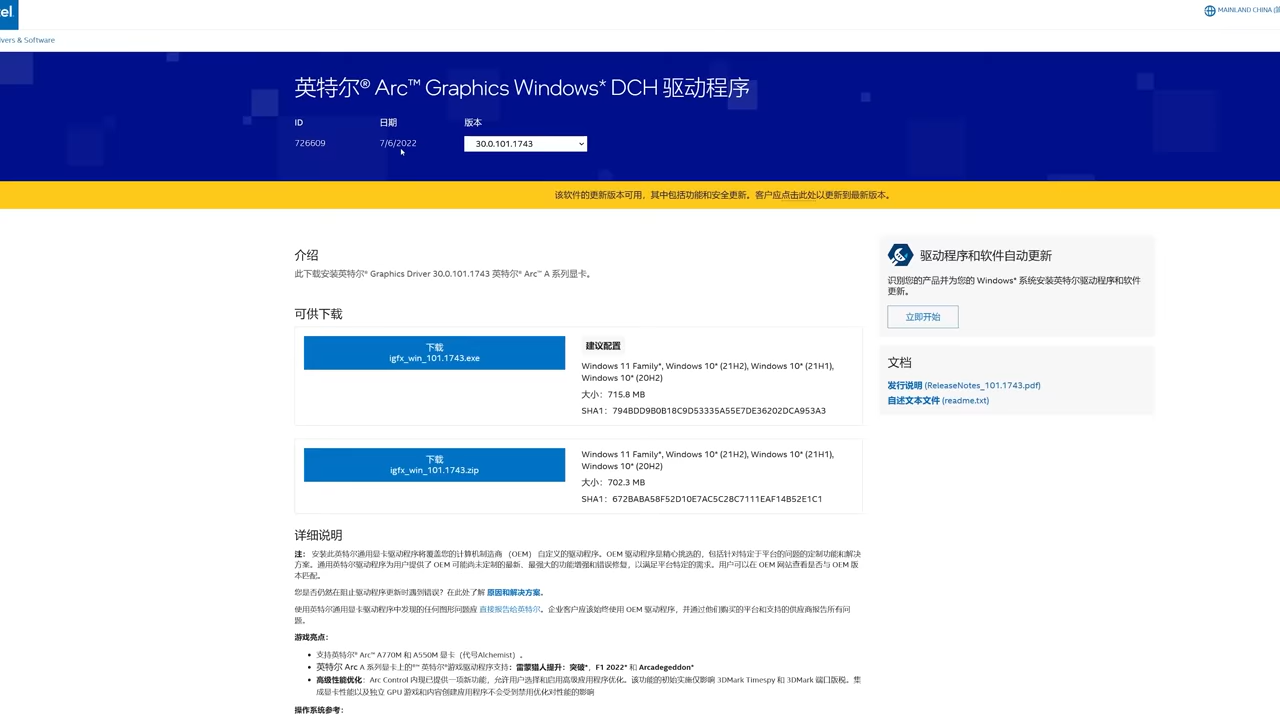 el
MAINLAND CHINA
ivers & Software
英特尔® Arc™ Graphics Windows* DCH 驱动程序
ID
日期
版本
726609
7/6/2022
30.0.101.1743
该软件的更新版本可用，其中包括功能和安全更新。客户应点击此处以更新到最新版本。
介绍
此下载安装英特尔® Graphics Driver 30.0.101.1743 英特尔® Arc™ A 系列显卡。
可供下载
下载
igfx_win_101.1743.exe
建议配置
Windows 11 Family*, Windows 10* (21H2), Windows 10* (21H1),
Windows 10* (20H2)
大小：715.8 MB
SHA1：794BDD9B0B18C9D53335A55E7DE36202DCA953A3
下载
igfx_win_101.1743.zip
Windows 11 Family*, Windows 10* (21H2), Windows 10* (21H1),
Windows 10* (20H2)
大小：702.3 MB
SHA1：672BABA58F52D10E7AC5C28C7111EAF14B52E1C1
详细说明
注： 安装此英特尔通用显卡驱动程序将覆盖您的计算机制造商 （OEM） 自定义的驱动程序。OEM 驱动程序是精心挑选的，包括针对特定于平台的问题的定制功能和解决
方案。通用英特尔驱动程序为用户提供了 OEM 可能尚未定制的最新、最强大的功能增强和错误修复，以满足平台特定的需求。用户可以在 OEM 网站查看是否与 OEM 版
本匹配。
您是否仍然在阻止驱动程序更新时遇到错误？在此处了解 原因和解决方案。
使用英特尔通用显卡驱动程序中发现的任何图形问题应 直接报告给英特尔。企业客户应该始终使用 OEM 驱动程序，并通过他们购买的平台和支持的供应商报告所有问
题。
游戏亮点：
支持英特尔® Arc™ A770M 和 A550M 显卡（代号Alchemist）。
英特尔 Arc A 系列显卡上的®™ 英特尔®游戏驱动程序支持：雷蒙猎人提升：突破*，F1 2022* 和 Arcadegeddon*
高级性能优化：Arc Control 内现已提供一项新功能，允许用户选择和启用高级应用程序优化。该功能的初始实施仅影响 3DMark Timespy 和 3DMark 端口版税。集
成显卡性能以及独立 GPU 游戏和内容创建应用程序不会受到禁用优化对性能的影响
操作系统参考：
驱动程序和软件自动更新
识别您的产品并为您的 Windows* 系统安装英特尔驱动程序和软件
更新。
立即开始
文档
发行说明 (ReleaseNotes_101.1743.pdf)
自述文本文件 (readme.txt)